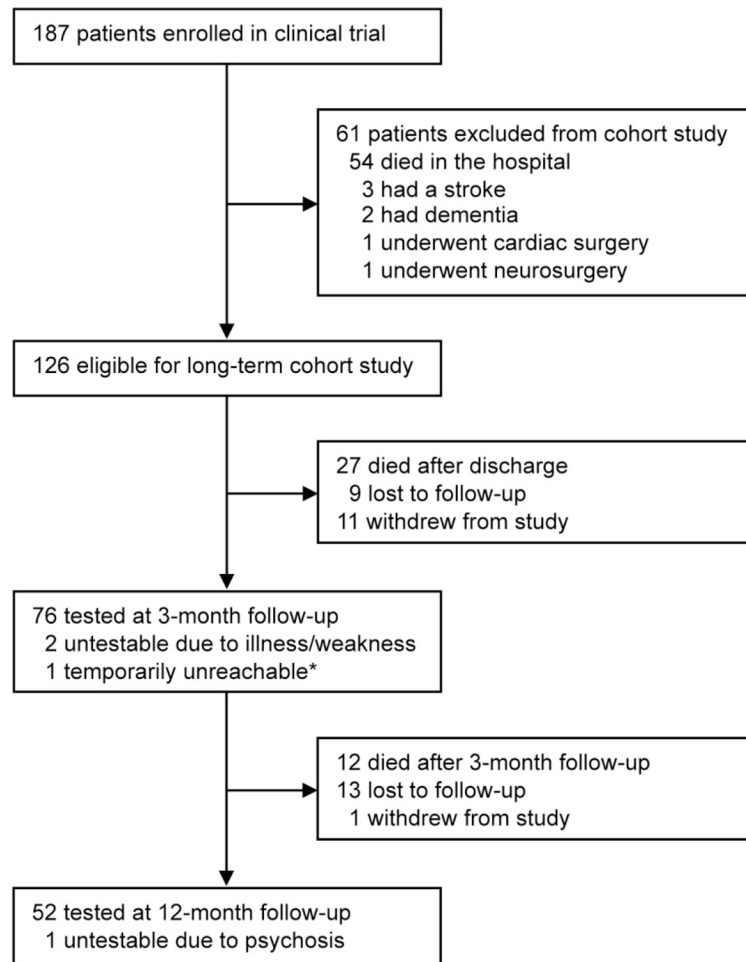 187 patients enrolled in clinical trial
61 patients excluded from cohort study
54 died in the hospital
3 had a stroke
2 had dementia
1 underwent cardiac surgery
1 underwent neurosurgery
126 eligible for long-term cohort study
27 died after discharge
9 lost to follow-up
11 withdrew from study
76 tested at 3-month follow-up
2 untestable due to illness/weakness
1 temporarily unreachable*
12 died after 3-month follow-up
13 lost to follow-up
1 withdrew from study
52 tested at 12-month follow-up
1 untestable due to psychosis